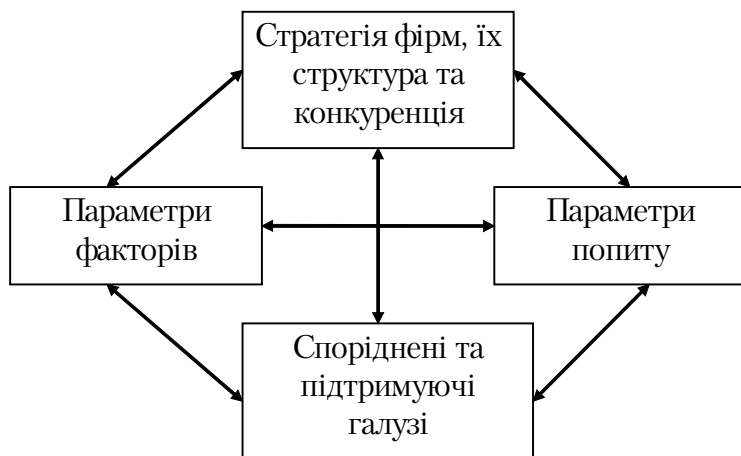 Стратегія фірм, їх
структура та
конкуренція
Параметри
факторів
Параметри
попиту
Споріднені та
підтримуючі
галузі